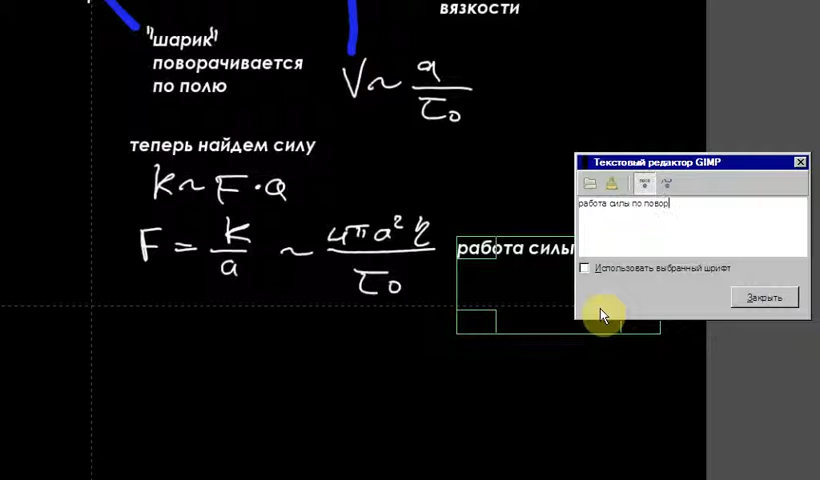 вязкости
"шарик"
поворачивается
по полю
V ~ a / τ₀
теперь найдем силу
K ~ F · a
F = K / a ~ 4πa²η / τ₀
работа силы
Текстовый редактор GIMP
работа силы по повор
Использовать выбранный шрифт
Закрыть